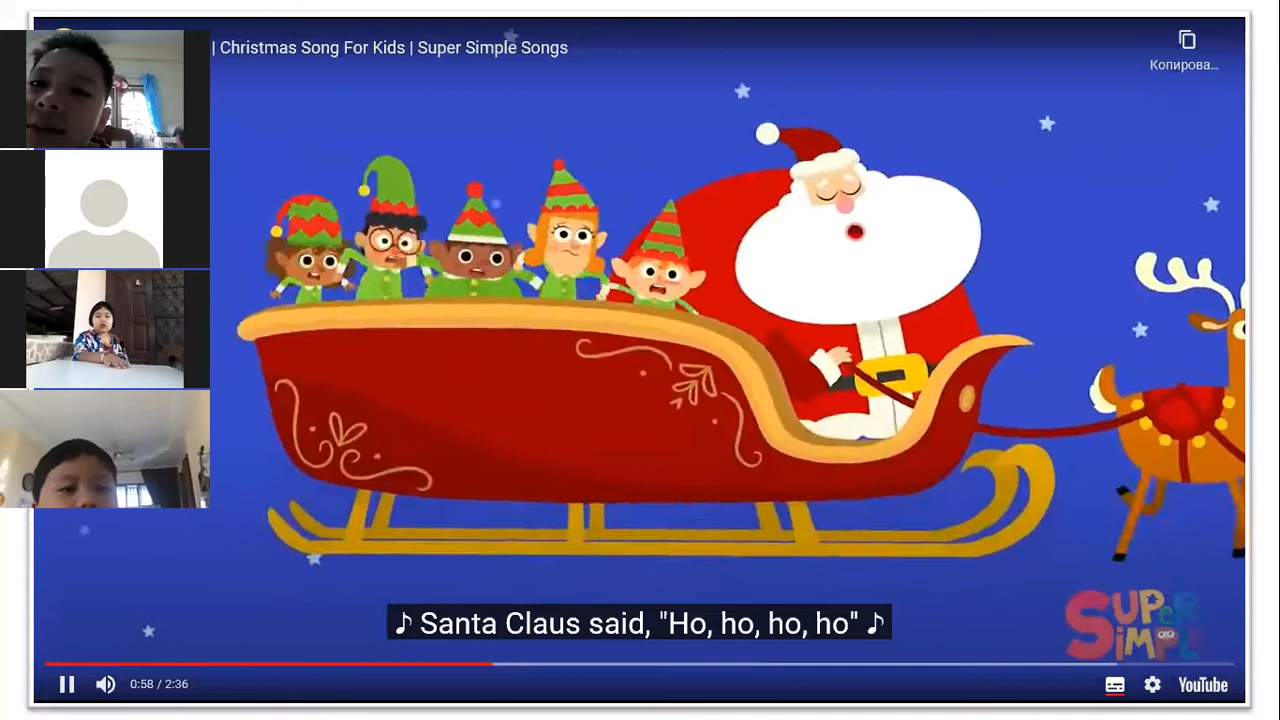 | Christmas Song For Kids | Super Simple Songs
Копирова...
♪ Santa Claus said, "Ho, ho, ho, ho" ♪
SUPER
SIMPLE
0:58 / 2:36
YouTube